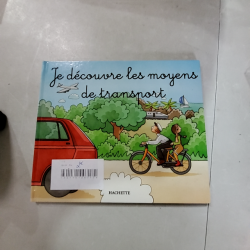 Je découvre les moyens
de transport
HACHETTE